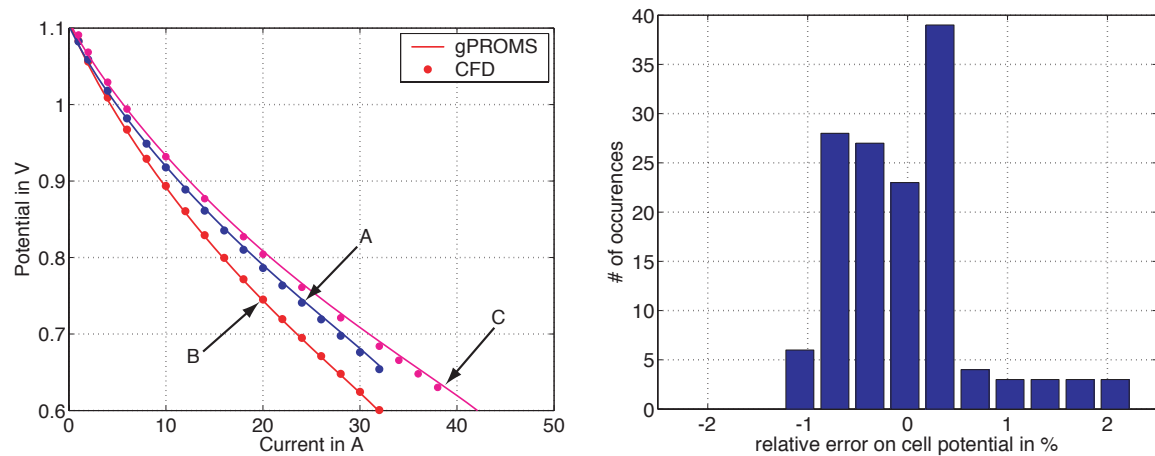 1.1
1
0.9
0.8
0.7
0.6
Potential in V
0
10
20
30
40
50
Current in A
gPROMS
CFD
A
B
C
40
35
30
25
20
15
10
5
0
# of occurences
-2
-1
0
1
2
relative error on cell potential in %